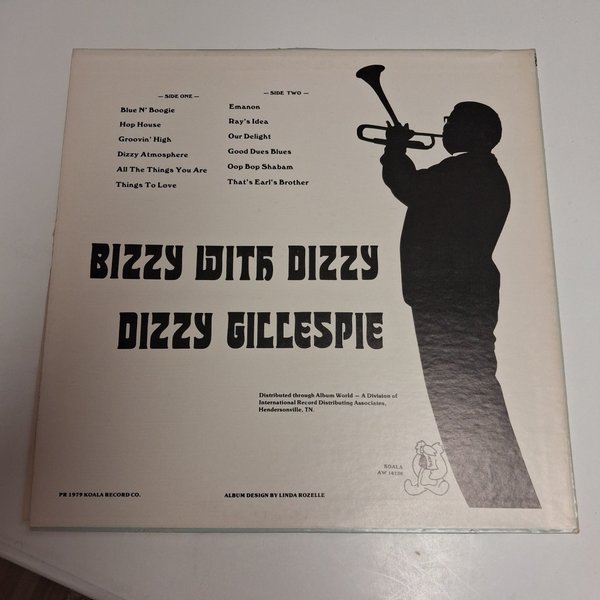 — SIDE ONE —
Blue N' Boogie
Hop House
Groovin' High
Dizzy Atmosphere
All The Things You Are
Things To Love
— SIDE TWO —
Emanon
Ray's Idea
Our Delight
Good Dues Blues
Oop Bop Shabam
That's Earl's Brother
BIZZY WITH DIZZY
DIZZY GILLESPIE
Distributed through Album World — A Division of
International Record Distributing Associates,
Hendersonville, TN.
KOALA
AW
PR 1979 KOALA RECORD CO.
ALBUM DESIGN BY LINDA ROZELLE